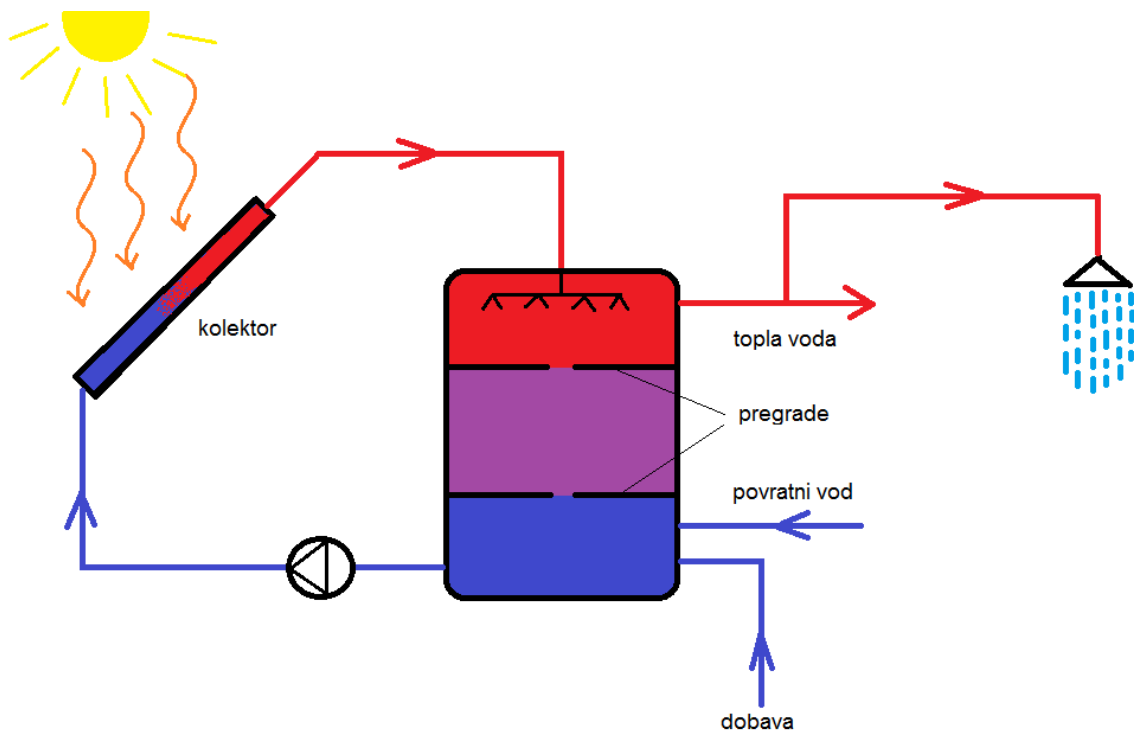 kolektor
topla voda
pregrade
povratni vod
dobava